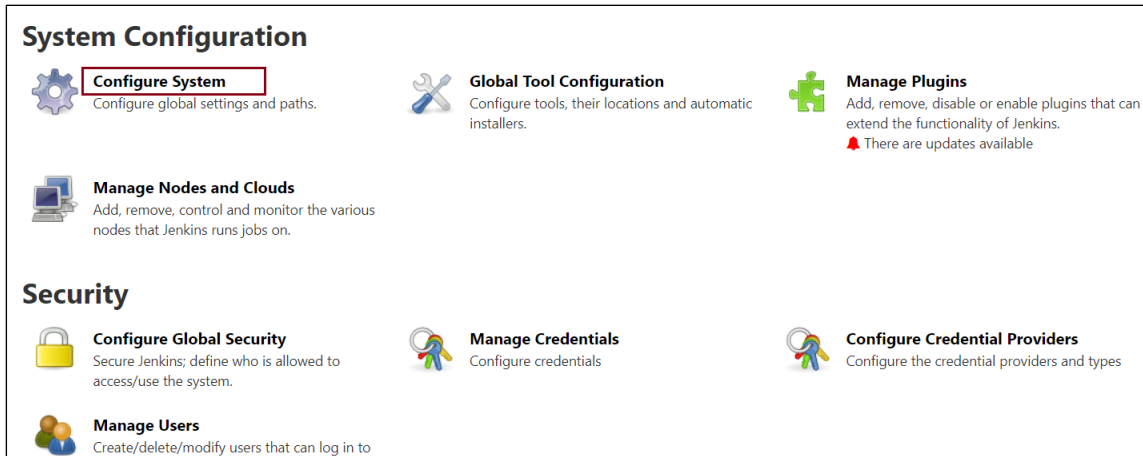 System Configuration
Configure System
Configure global settings and paths.
Global Tool Configuration
Configure tools, their locations and automatic
installers.
Manage Plugins
Add, remove, disable or enable plugins that can
extend the functionality of Jenkins.
There are updates available
Manage Nodes and Clouds
Add, remove, control and monitor the various
nodes that Jenkins runs jobs on.
Security
Configure Global Security
Secure Jenkins; define who is allowed to
access/use the system.
Manage Credentials
Configure credentials
Configure Credential Providers
Configure the credential providers and types
Manage Users
Create/delete/modify users that can log in to